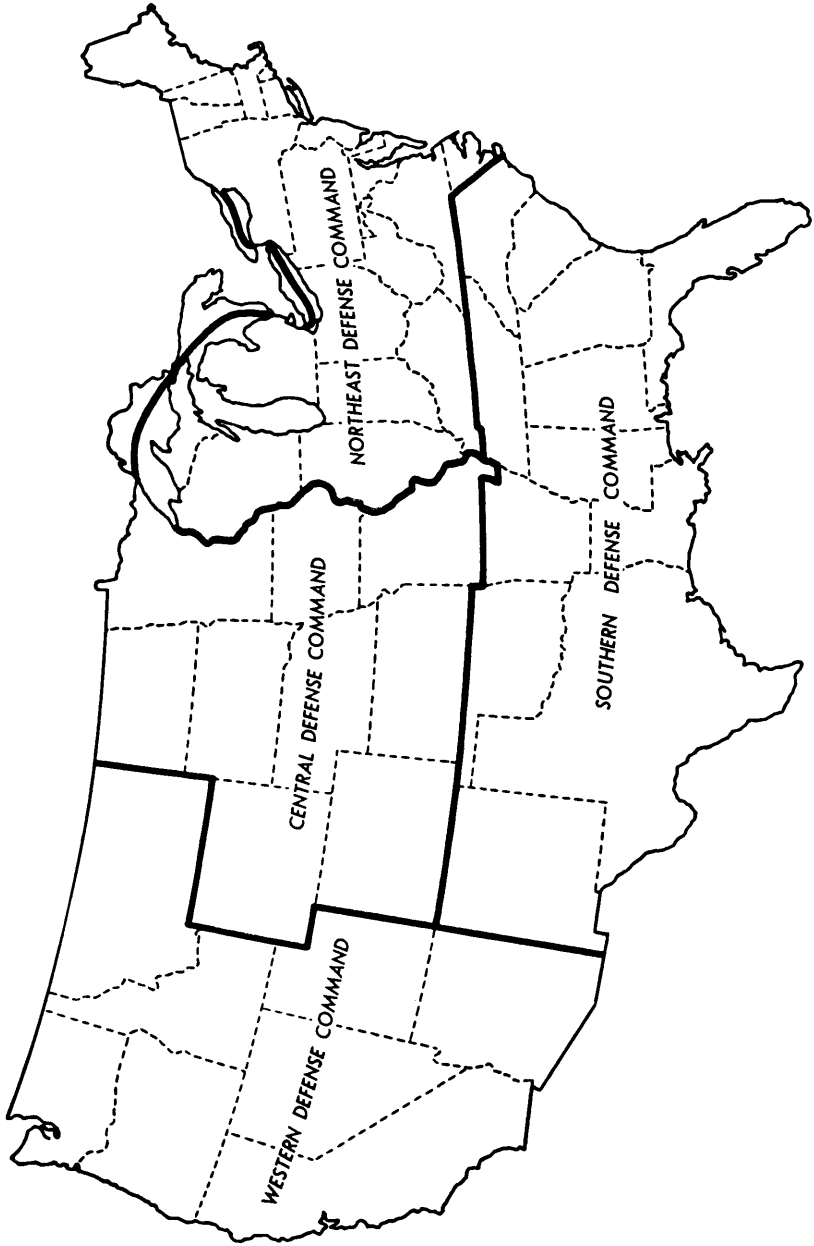 NORTHEAST DEFENSE COMMAND
CENTRAL DEFENSE COMMAND
SOUTHERN DEFENSE COMMAND
WESTERN DEFENSE COMMAND